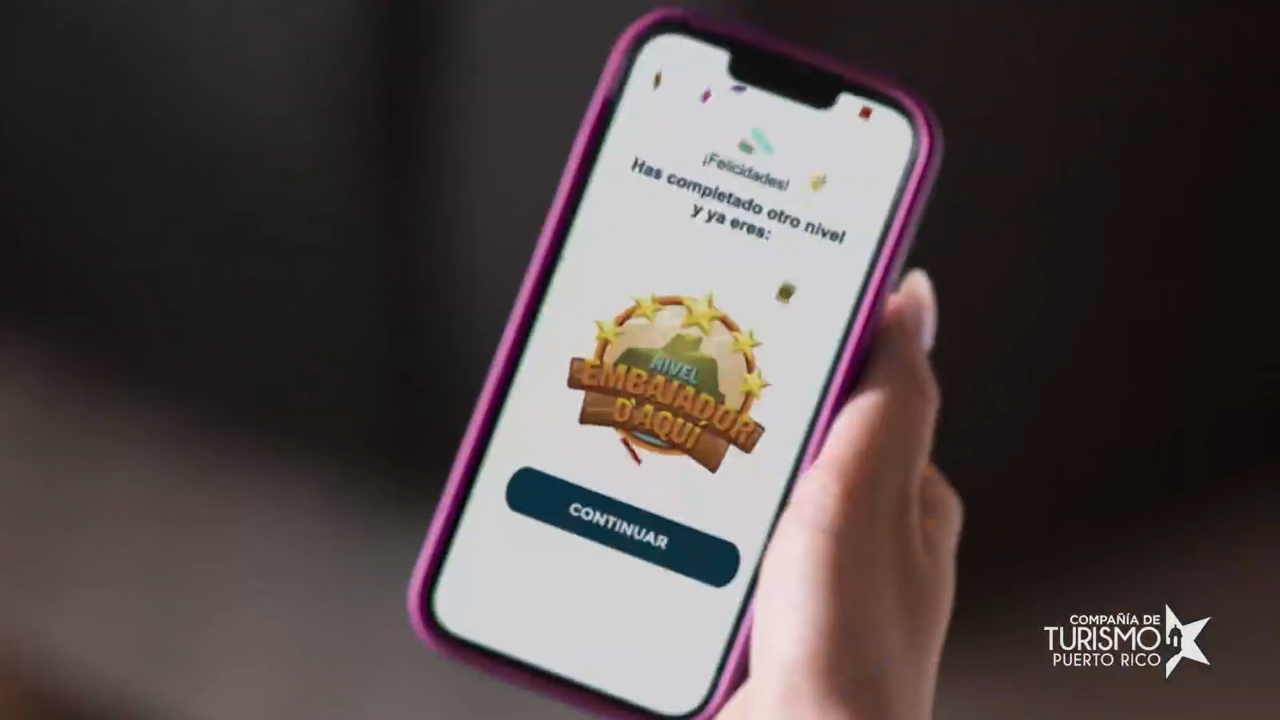 ¡Felicidades!
Has completado otro nivel
y ya eres:
NIVEL
EMBAJADOR
D'AQUÍ
CONTINUAR
COMPAÑÍA DE
TURISMO
PUERTO RICO